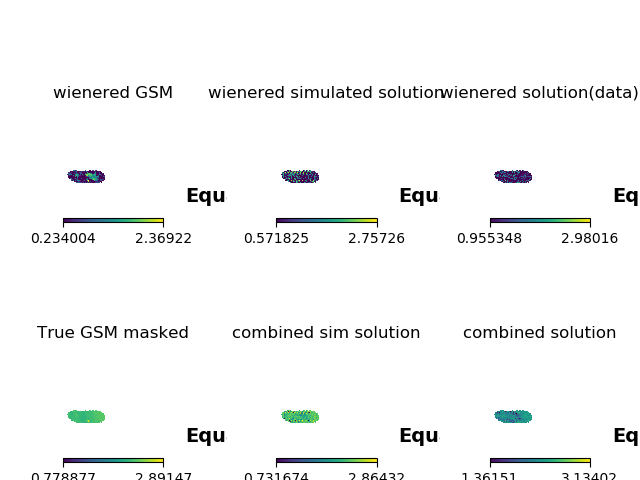 wienered GSM
wienered simulated solution
wienered solution(data)
Equ
Equ
Eq
0.234004 2.36922
0.571825 2.75726
0.955348 2.98016
True GSM masked
combined sim solution
combined solution
Equ
Equ
Eq
0.778877 2.89147
0.731674 2.86432
1.36151 3.13402